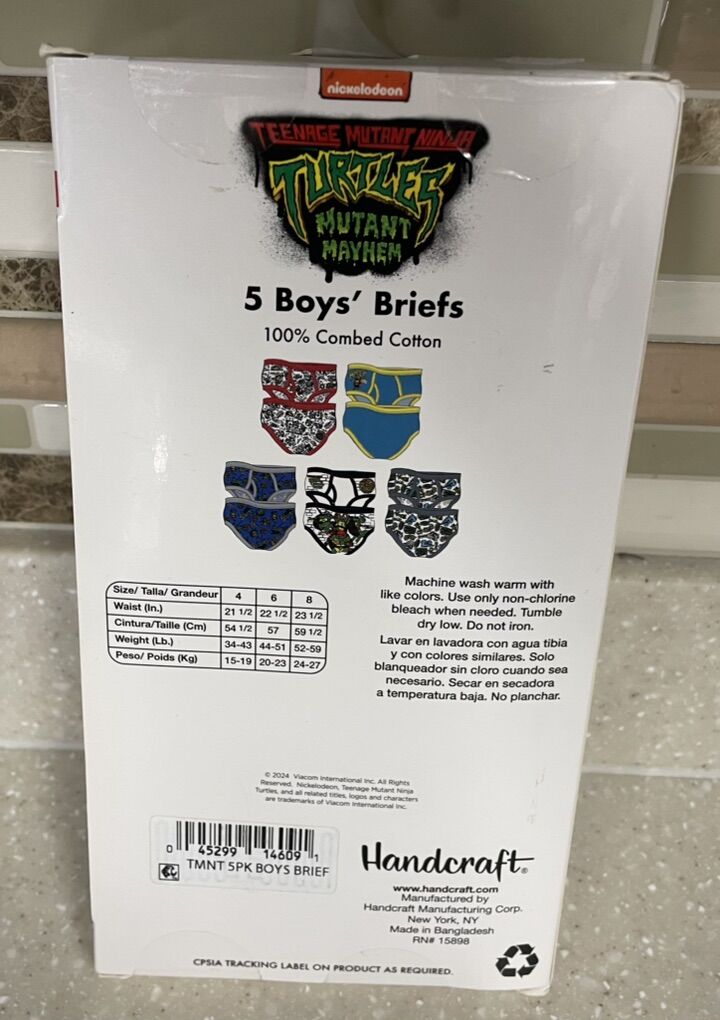 nickelodeon
TEENAGE MUTANT NINJA
TURTLES
MUTANT
MAYHEM
5 Boys' Briefs
100% Combed Cotton
Size/ Talla/ Grandeur 4 6 8
Waist (In.) 21 1/2 22 1/2 23 1/2
Cintura/Taille (Cm) 54 1/2 57 59 1/2
Weight (Lb.) 34-43 44-51 52-59
Peso/ Poids (Kg) 15-19 20-23 24-27
Machine wash warm with
like colors. Use only non-chlorine
bleach when needed. Tumble
dry low. Do not iron.
Lavar en lavadora con agua tibia
y con colores similares. Solo
blanqueador sin cloro cuando sea
necesario. Secar en secadora
a temperatura baja. No planchar.
© 2024 Viacom International Inc. All Rights
Reserved. Nickelodeon, Teenage Mutant Ninja
Turtles, and all related titles, logos and characters
are trademarks of Viacom International Inc.
0 45299 14609 1
TMNT 5PK BOYS BRIEF
Handcraft®
www.handcraft.com
Manufactured by
Handcraft Manufacturing Corp.
New York, NY
Made in Bangladesh
RN# 15898
CPSIA TRACKING LABEL ON PRODUCT AS REQUIRED.